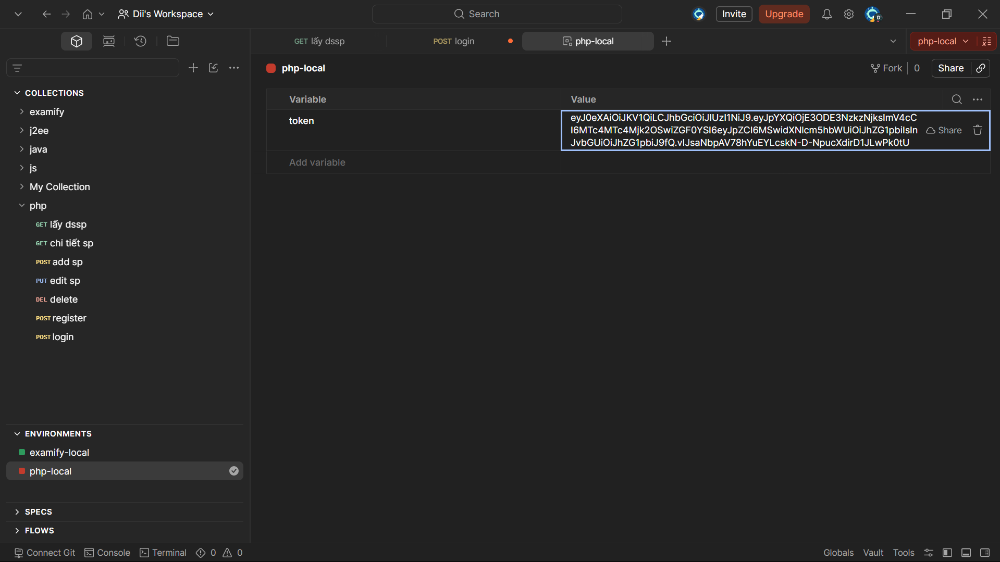 Dii's Workspace
Search
Invite
Upgrade
D
GET lấy dssp
POST login
php-local
php-local
COLLECTIONS
examify
j2ee
java
js
My Collection
php
GET lấy dssp
GET chi tiết sp
POST add sp
PUT edit sp
DEL delete
POST register
POST login
ENVIRONMENTS
examify-local
php-local
SPECS
FLOWS
php-local
Fork
0
Share
Variable
Value
token
eyJ0eXAiOiJKV1QiLCJhbGciOiJIUzI1NiJ9.eyJpYXQiOjE3ODE3NzkzNjksImV4cC
I6MTc4MTc4Mjk2OSwiZGF0YSI6eyJpZCI6MSwidXNlcm5hbWUiOiJhZG1pbiIsIn
JvbGUiOiJhZG1pbiJ9fQ.vIJsaNbpAV78hYuEYLcskN-D-NpucXdirD1JLwPk0tU
Share
Add variable
Connect Git
Console
Terminal
0
0
Globals
Vault
Tools